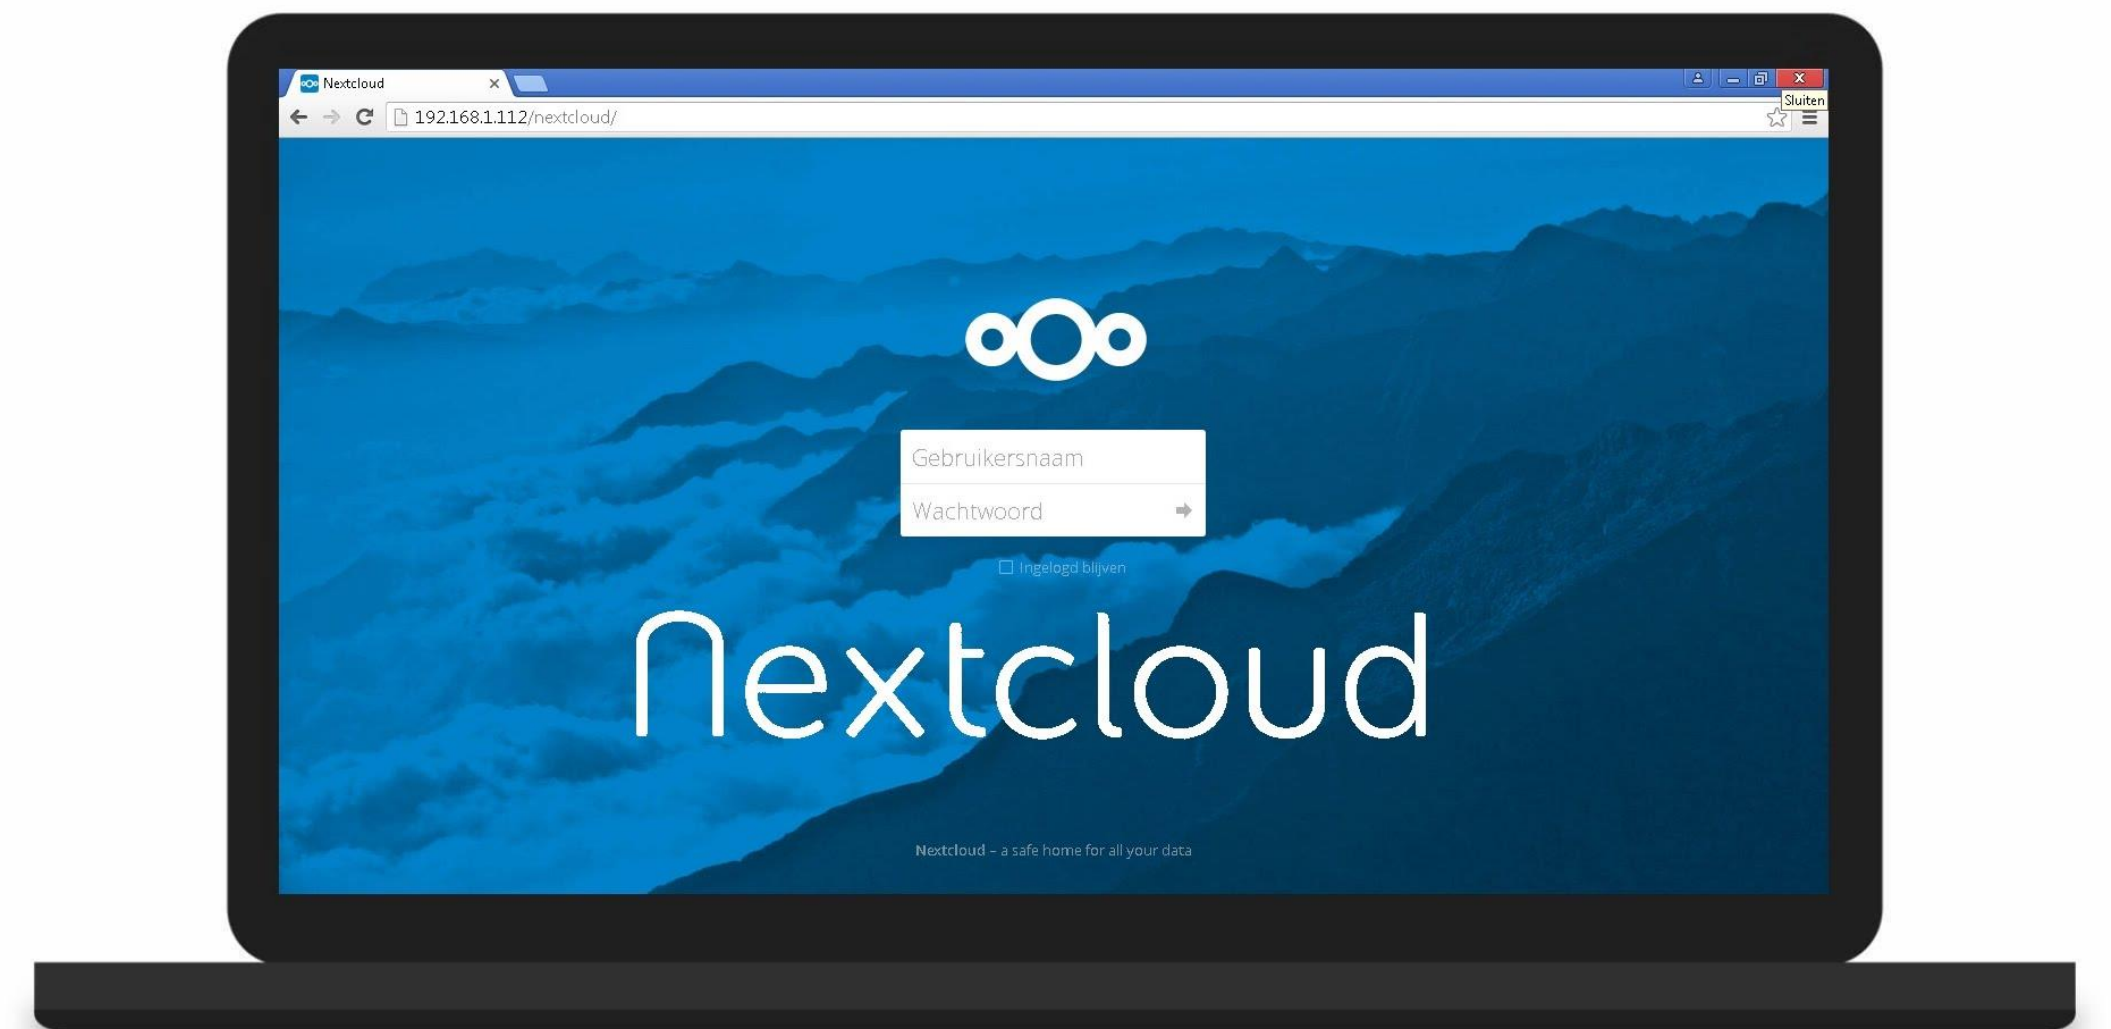 Nextcloud
Sluiten
192.168.1.112/nextcloud/
Gebruikersnaam
Wachtwoord
Ingelogd blijven
Nextcloud
Nextcloud – a safe home for all your data